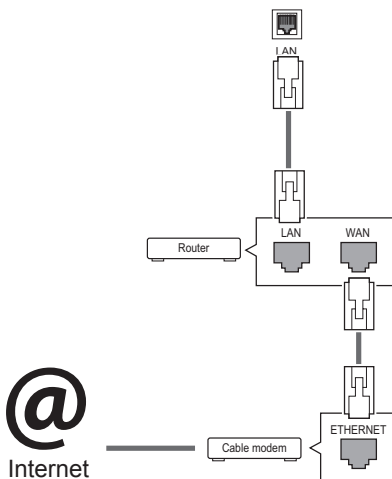 LAN
LAN
WAN
Router
ETHERNET
Cable modem
@
Internet